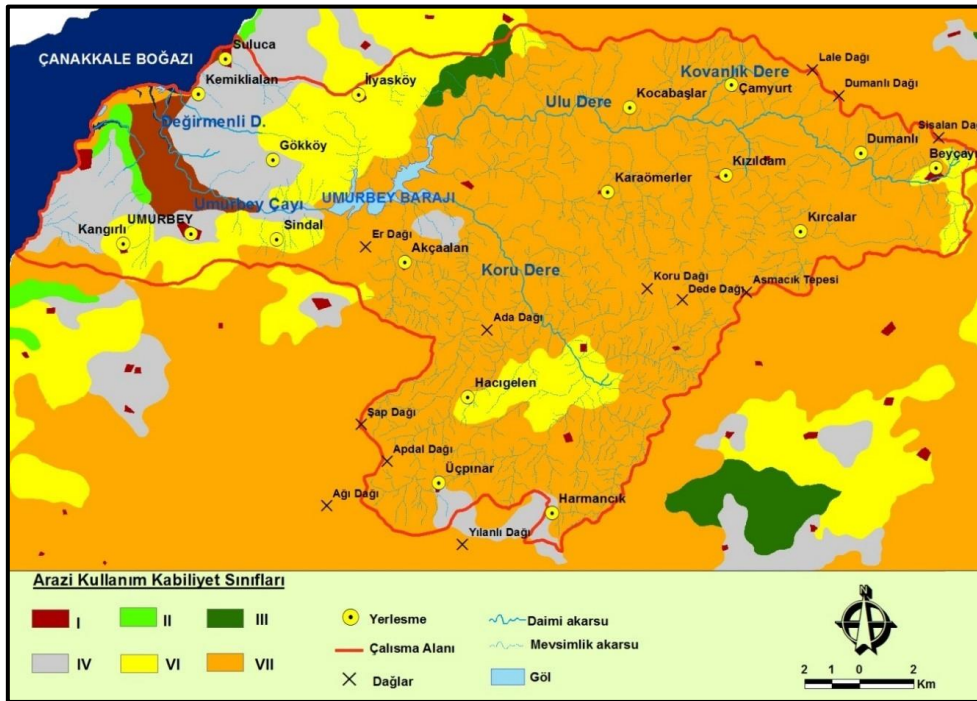 Suluca
ÇANAKKALE BOĞAZI
Lale Dağı
Kemiklialan
İlyasköy
Kovanlık Dere
Çamyurt
Dumanlı Dağı
Ulu Dere
Kocabaşlar
Değirmenli D.
Sisalan Dağ
Gökköy
Dumanlı
Beyçayı
Kızıldam
Karaömerler
Umurbey Çayı
UMURBEY BARAJI
UMURBEY
Kangırlı
Sindal
Kırcalar
Er Dağı
Akçaalan
Koru Dere
Koru Dağı
Dede Dağı
Asmacık Tepesi
Ada Dağı
Hacıgelen
Şap Dağı
Apdal Dağı
Üçpınar
Ağı Dağı
Harmancık
Yılanlı Dağı
Arazi Kullanım Kabiliyet Sınıfları
I
II
III
IV
VI
VII
Yerlesme
Çalısma Alanı
Dağlar
Daimi akarsu
Mevsimlik akarsu
Göl
N
2 1 0 2
Km